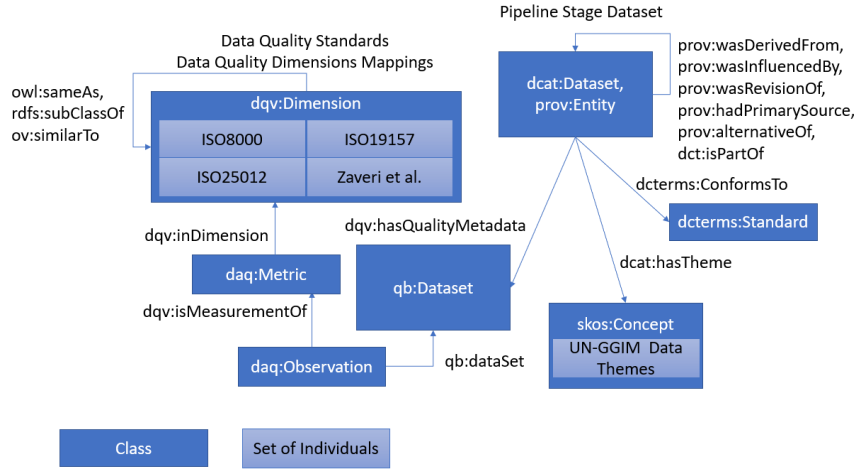 Pipeline Stage Dataset
Data Quality Standards
Data Quality Dimensions Mappings
owl:sameAs,
rdfs:subClassOf
ov:similarTo
dqv:Dimension
ISO8000
ISO19157
ISO25012
Zaveri et al.
dcat:Dataset,
prov:Entity
prov:wasDerivedFrom,
prov:wasInfluencedBy,
prov:wasRevisionOf,
prov:hadPrimarySource,
prov:alternativeOf,
dct:isPartOf
dcterms:ConformsTo
dcterms:Standard
dqv:hasQualityMetadata
dqv:inDimension
daq:Metric
qb:Dataset
dcat:hasTheme
dqv:isMeasurementOf
skos:Concept
UN-GGIM Data
Themes
daq:Observation
qb:dataSet
Class
Set of Individuals